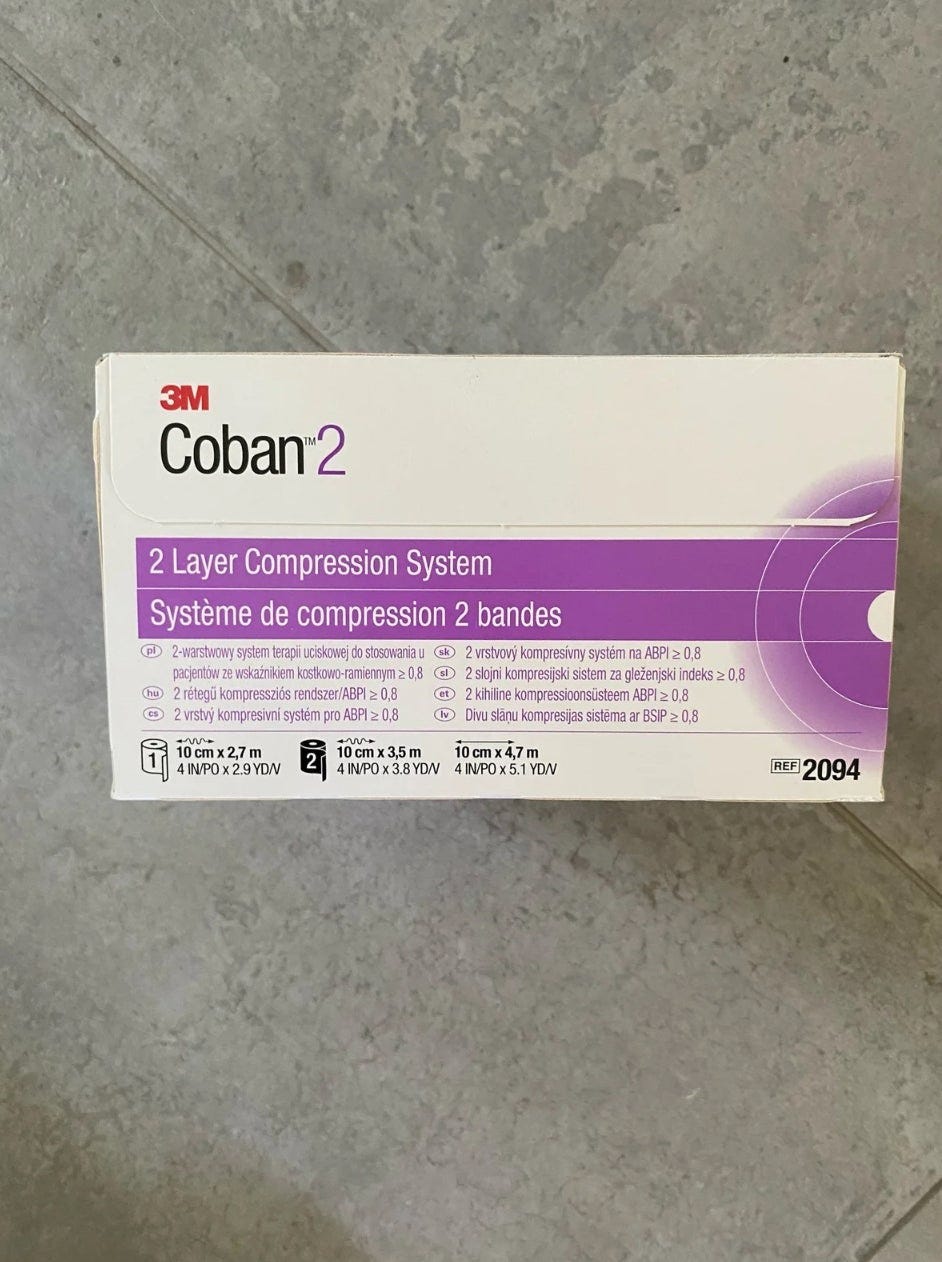 3M
Coban™2
2 Layer Compression System
Système de compression 2 bandes
pl 2-warstwowy system terapii uciskowej do stosowania u
pacjentów ze wskaźnikiem kostkowo-ramiennym ≥ 0,8
hu 2 rétegű kompressziós rendszer/ABPI ≥ 0,8
cs 2 vrstvý kompresivní systém pro ABPI ≥ 0,8
sk 2 vrstvový kompresívny systém na ABPI ≥ 0,8
sl 2 slojni kompresijski sistem za gleženjski indeks ≥ 0,8
et 2 kihiline kompressioonsüsteem ABPI ≥ 0,8
lv Divu slāņu kompresijas sistēma ar BSIP ≥ 0,8
1 10 cm x 2,7 m
4 IN/PO x 2.9 YD/V
2 10 cm x 3,5 m
4 IN/PO x 3.8 YD/V
10 cm x 4,7 m
4 IN/PO x 5.1 YD/V
REF 2094